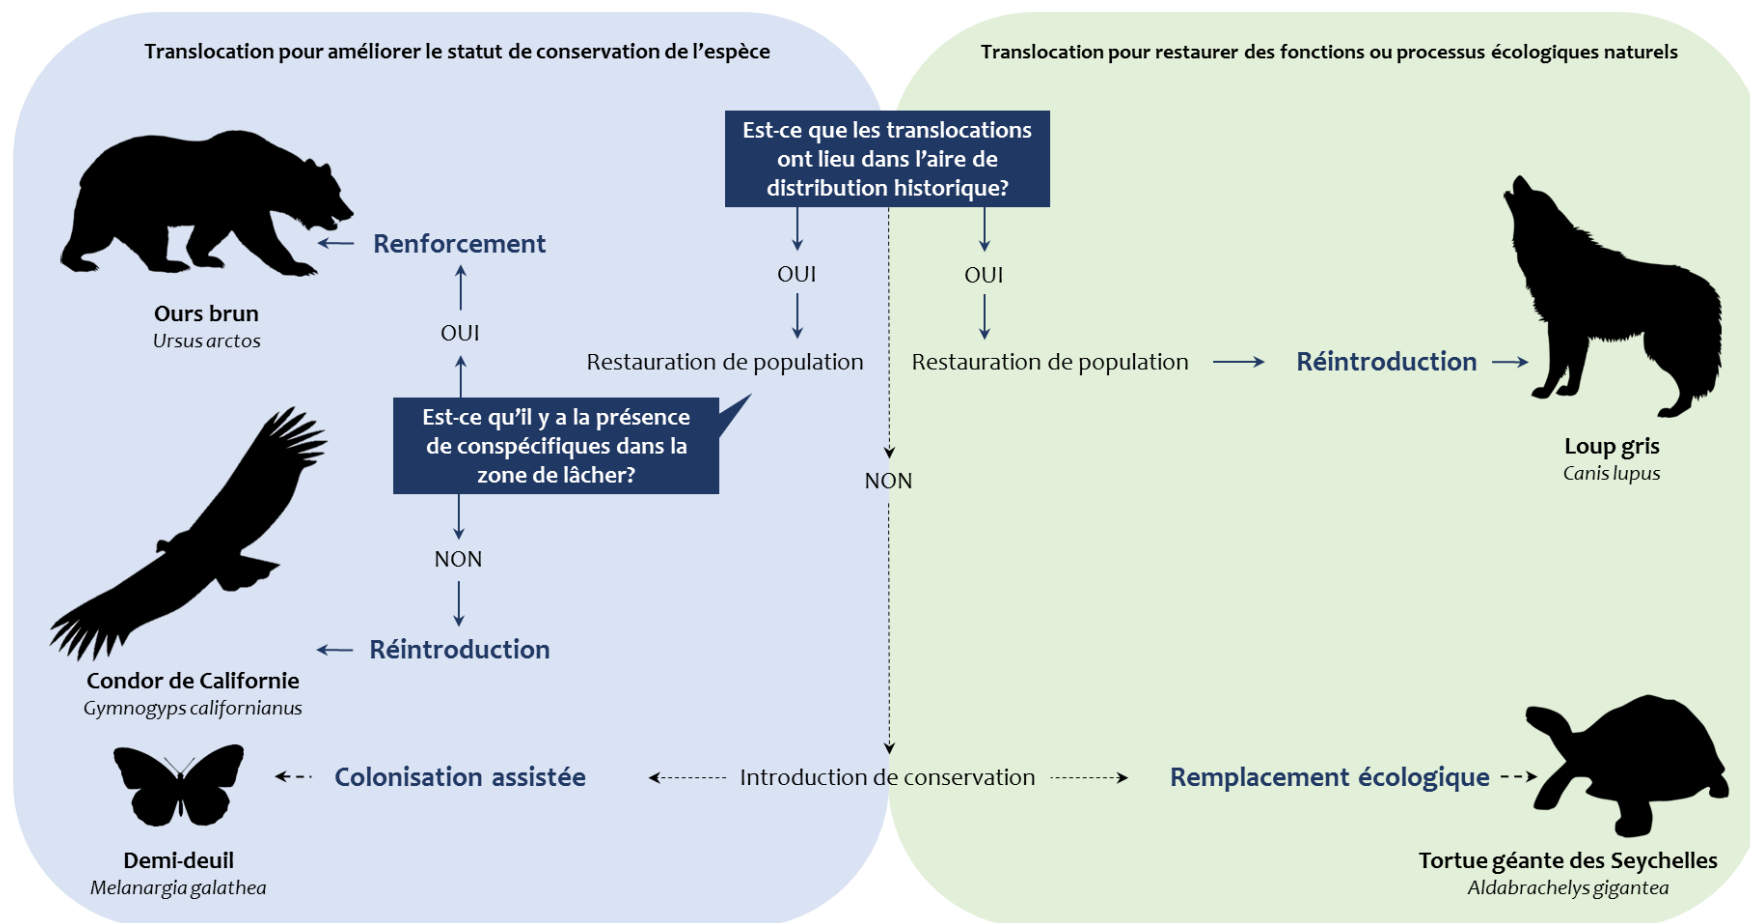 Translocation pour améliorer le statut de conservation de l’espèce
Translocation pour restaurer des fonctions ou processus écologiques naturels
Est-ce que les translocations
ont lieu dans l’aire de
distribution historique?
Renforcement
OUI
OUI
Ours brun
Ursus arctos
OUI
Restauration de population
Restauration de population
Réintroduction
Est-ce qu’il y a la présence
de conspécifiques dans la
zone de lâcher?
Loup gris
Canis lupus
NON
NON
Réintroduction
Condor de Californie
Gymnogyps californianus
Colonisation assistée
Introduction de conservation
Remplacement écologique
Demi-deuil
Melanargia galathea
Tortue géante des Seychelles
Aldabrachelys gigantea